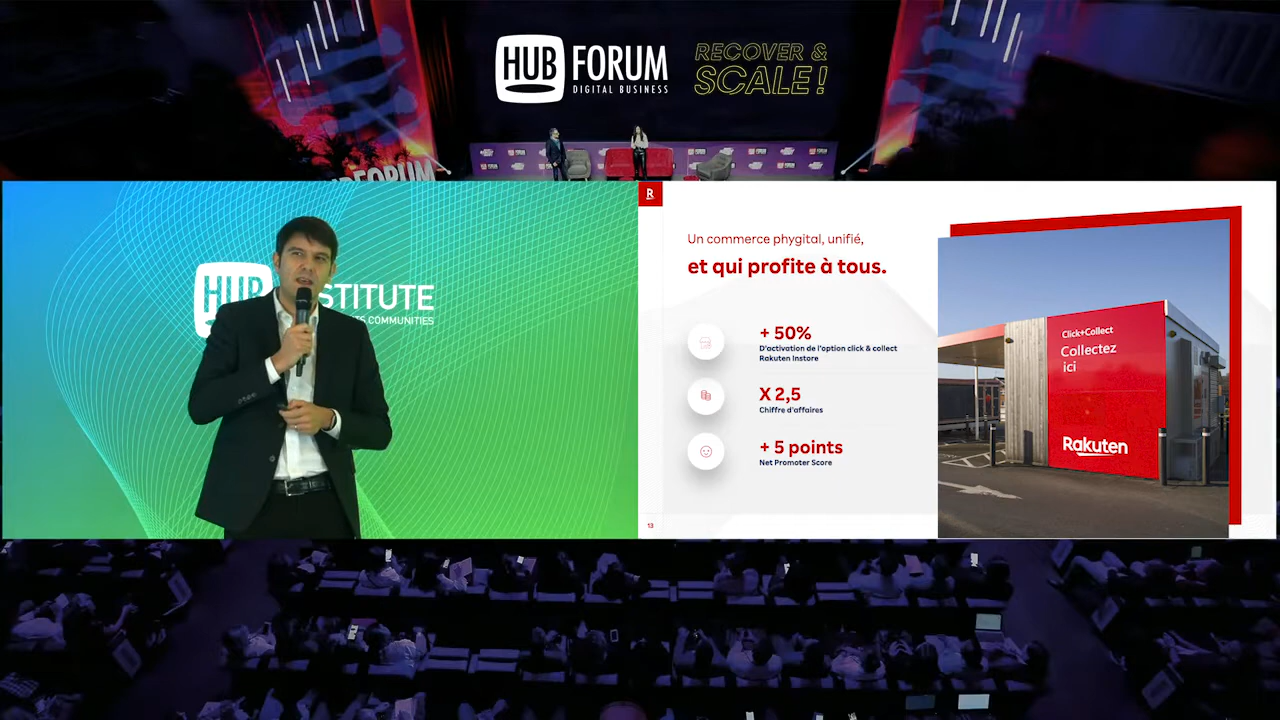 HUB FORUM
DIGITAL BUSINESS
RECOVER &
SCALE!
FORUM
HUB
STITUTE
COMMUNITIES
R
Un commerce phygital, unifié,
et qui profite à tous.
+ 50%
D'activation de l'option click & collect
Rakuten Instore
X 2,5
Chiffre d'affaires
+ 5 points
Net Promoter Score
13
Click+Collect
Collectez
ici
Rakuten